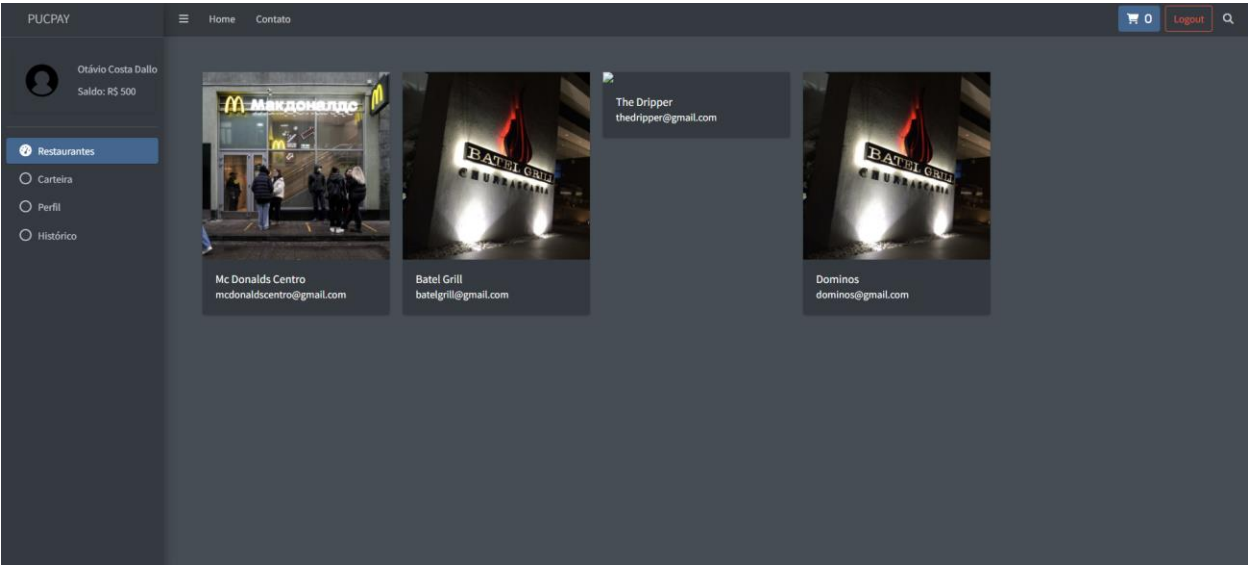 PUCPAY
Home
Contato
0
Logout
Otávio Costa Dallo
Saldo: R$ 500
Restaurantes
Carteira
Perfil
Histórico
Макдоналдс
Mc Donalds Centro
mcdonaldscentro@gmail.com
BATEL GRILL
CHURRASCARIA
Batel Grill
batelgrill@gmail.com
The Dripper
thedripper@gmail.com
BATEL GRILL
CHURRASCARIA
Dominos
dominos@gmail.com